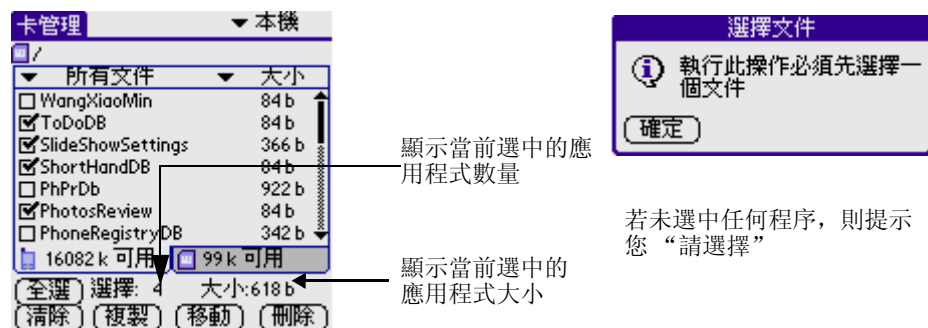 卡管理 本機
/
所有文件 大小
WangXiaoMin 84 b
ToDoDB 84 b
SlideShowSettings 366 b
ShortHandDB 84 b
PhPrDb 922 b
PhotosReview 84 b
PhoneRegistryDB 342 b
16082 k 可用 99 k 可用
全選 選擇: 4 大小:618 b
清除 複製 移動 刪除
顯示當前選中的應
用程式數量
顯示當前選中的
應用程式大小
選擇文件
執行此操作必須先選擇一
個文件
確定
若未選中任何程序，則提示
您 “請選擇”